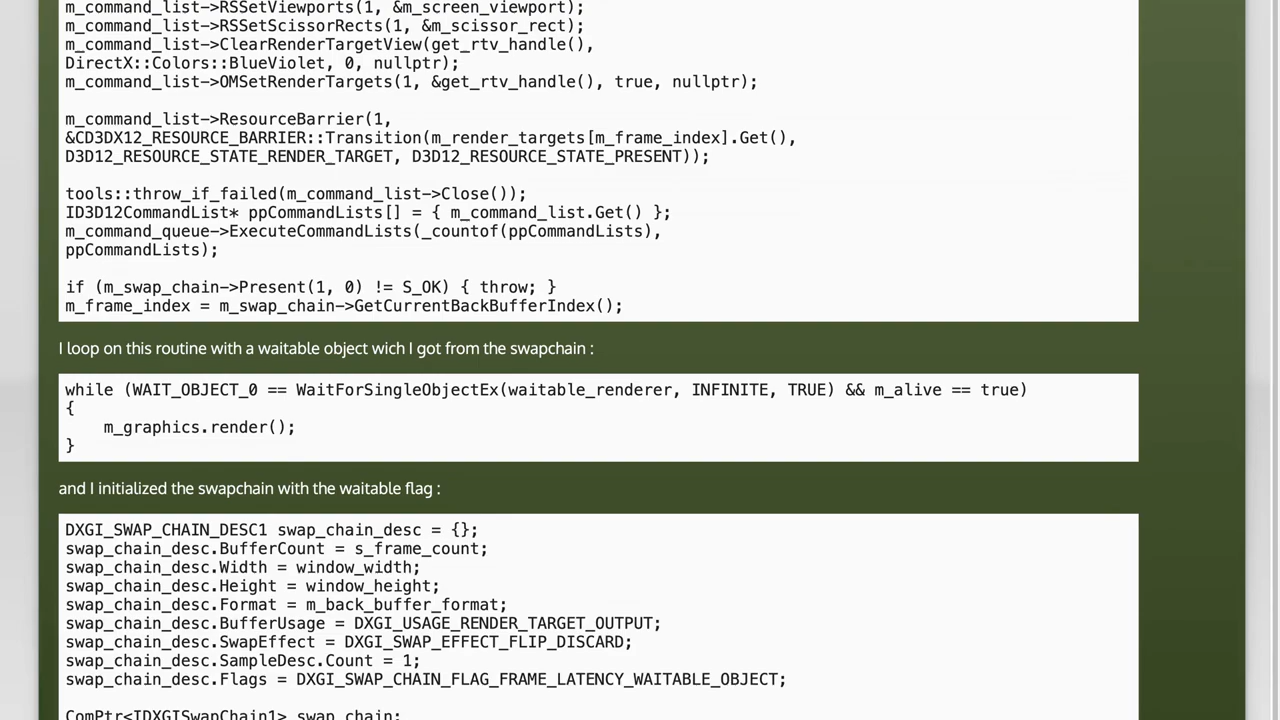 m_command_list->RSSetViewports(1, &m_screen_viewport);
m_command_list->RSSetScissorRects(1, &m_scissor_rect);
m_command_list->ClearRenderTargetView(get_rtv_handle(),
DirectX::Colors::BlueViolet, 0, nullptr);
m_command_list->OMSetRenderTargets(1, &get_rtv_handle(), true, nullptr);
m_command_list->ResourceBarrier(1,
&CD3DX12_RESOURCE_BARRIER::Transition(m_render_targets[m_frame_index].Get(),
D3D12_RESOURCE_STATE_RENDER_TARGET, D3D12_RESOURCE_STATE_PRESENT));
tools::throw_if_failed(m_command_list->Close());
ID3D12CommandList* ppCommandLists[] = { m_command_list.Get() };
m_command_queue->ExecuteCommandLists(_countof(ppCommandLists),
ppCommandLists);
if (m_swap_chain->Present(1, 0) != S_OK) { throw; }
m_frame_index = m_swap_chain->GetCurrentBackBufferIndex();
I loop on this routine with a waitable object wich I got from the swapchain :
while (WAIT_OBJECT_0 == WaitForSingleObjectEx(waitable_renderer, INFINITE, TRUE) && m_alive == true)
{
    m_graphics.render();
}
and I initialized the swapchain with the waitable flag :
DXGI_SWAP_CHAIN_DESC1 swap_chain_desc = {};
swap_chain_desc.BufferCount = s_frame_count;
swap_chain_desc.Width = window_width;
swap_chain_desc.Height = window_height;
swap_chain_desc.Format = m_back_buffer_format;
swap_chain_desc.BufferUsage = DXGI_USAGE_RENDER_TARGET_OUTPUT;
swap_chain_desc.SwapEffect = DXGI_SWAP_EFFECT_FLIP_DISCARD;
swap_chain_desc.SampleDesc.Count = 1;
swap_chain_desc.Flags = DXGI_SWAP_CHAIN_FLAG_FRAME_LATENCY_WAITABLE_OBJECT;
ComPtr<IDXGISwapChain1> swap_chain;